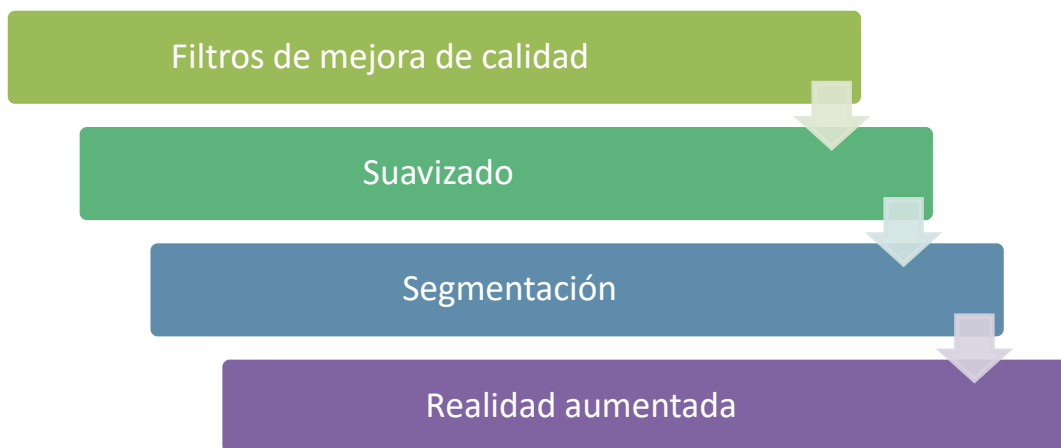 Filtros de mejora de calidad
Suavizado
Segmentación
Realidad aumentada